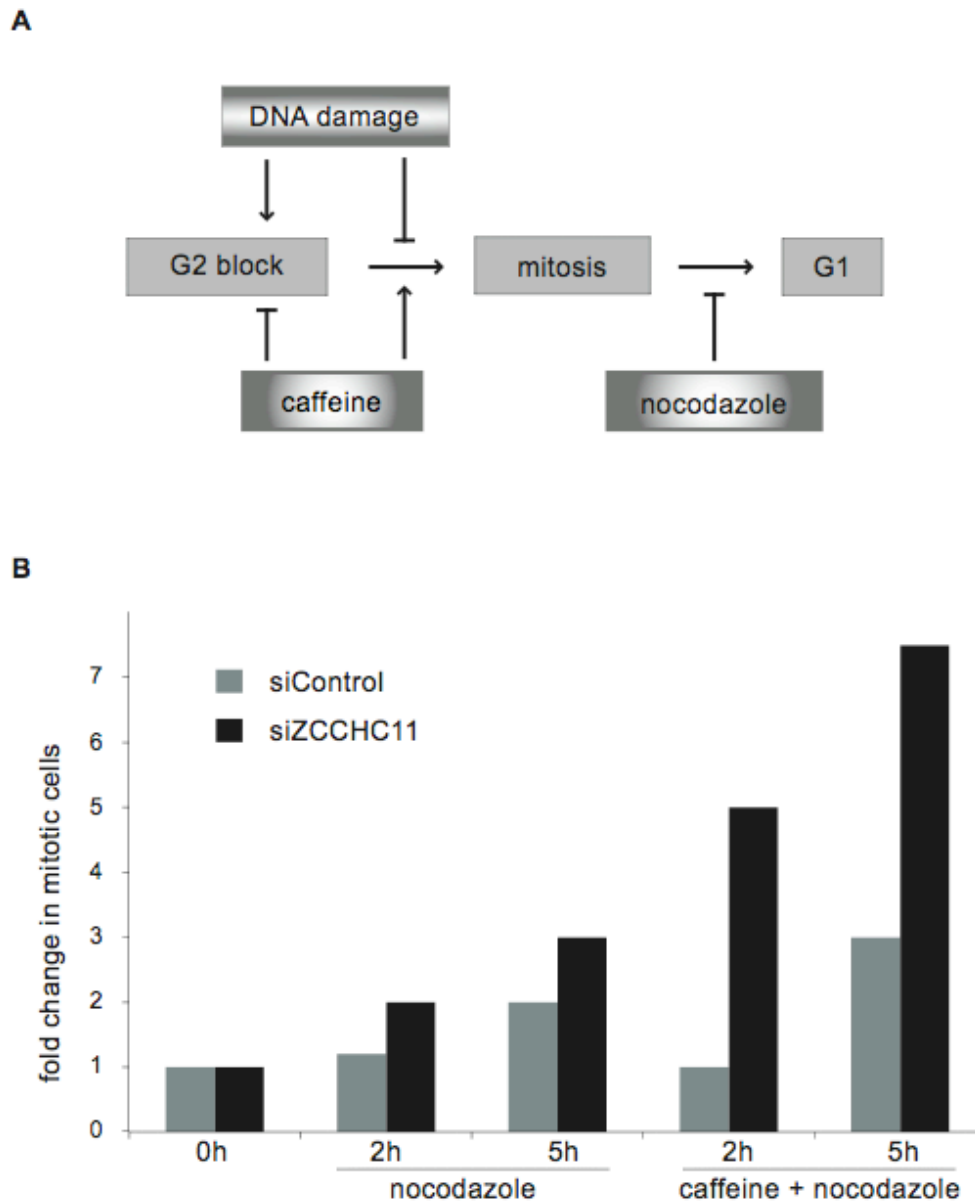 A
DNA damage
G2 block
mitosis
G1
caffeine
nocodazole
B
siControl
siZCCHC11
fold change in mitotic cells
7
6
5
4
3
2
1
0
0h 2h 5h 2h 5h
nocodazole caffeine + nocodazole